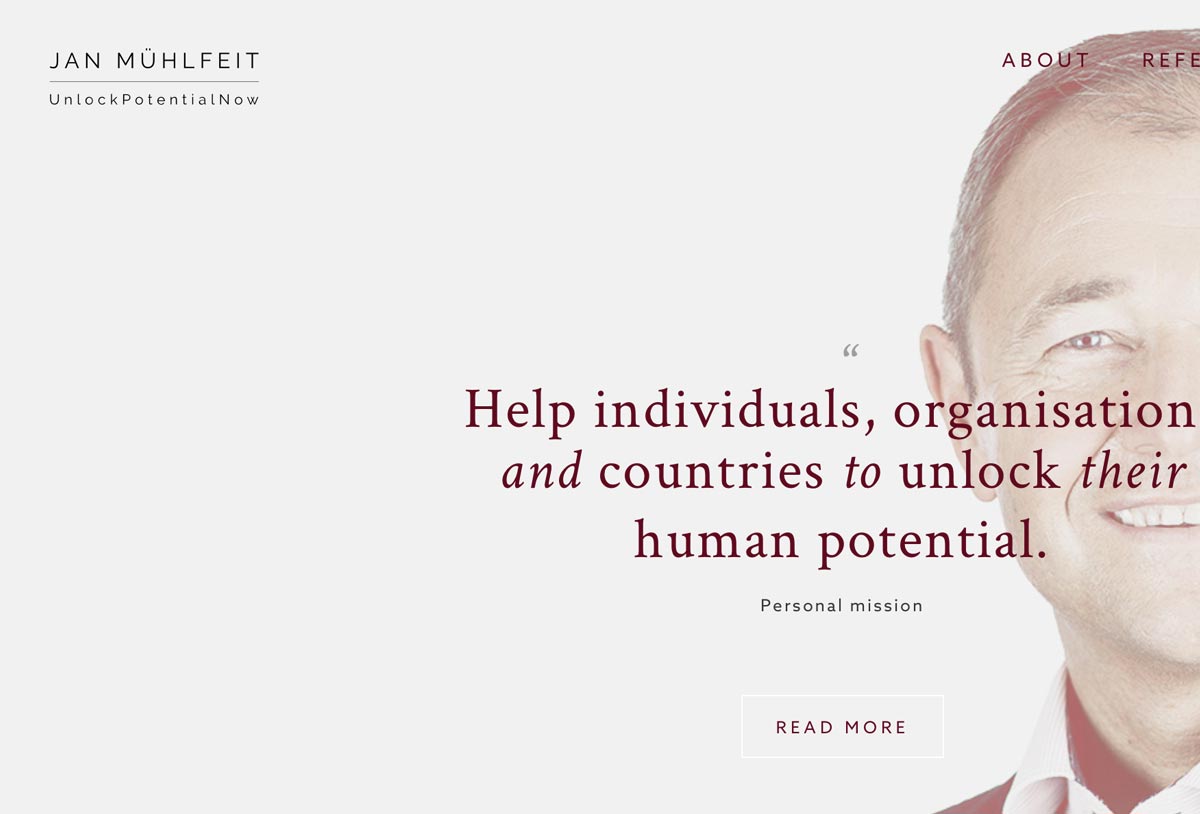 JAN MÜHLFEIT
UnlockPotentialNow
ABOUT REFE
“
Help individuals, organisation
and countries to unlock their
human potential.
Personal mission
READ MORE